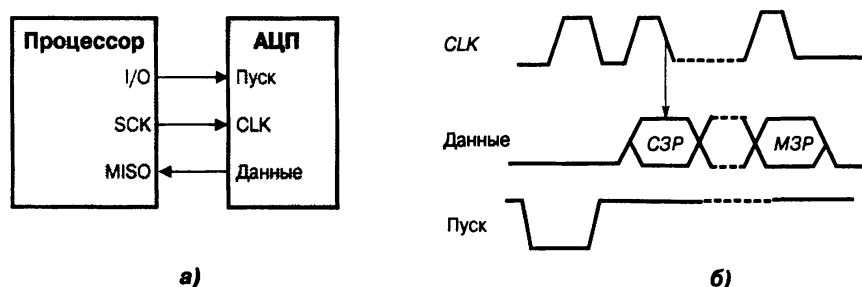 Процессор
I/O
SCK
MISO
АЦП
Пуск
CLK
Данные
а)
CLK
Данные
СЗР
МЗР
Пуск
б)